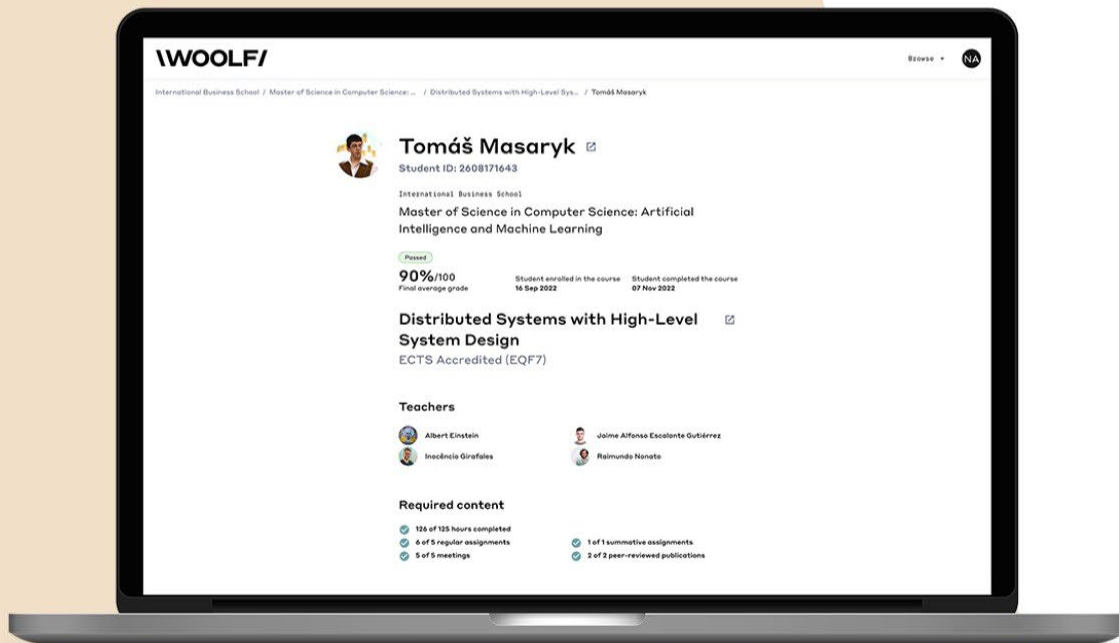 \WOOLF/
Browse
NA
International Business School / Master of Science in Computer Science: ... / Distributed Systems with High-Level Sys... / Tomáš Masaryk
Tomáš Masaryk
Student ID: 2608171643
International Business School
Master of Science in Computer Science: Artificial
Intelligence and Machine Learning
Passed
90%/100
Final average grade
Student enrolled in the course
16 Sep 2022
Student completed the course
07 Nov 2022
Distributed Systems with High-Level
System Design
ECTS Accredited (EQF7)
Teachers
Albert Einstein
Jaime Alfonso Escalante Gutiérrez
Inocêncio Girafales
Raimundo Nonato
Required content
126 of 125 hours completed
6 of 5 regular assignments
1 of 1 summative assignments
5 of 5 meetings
2 of 2 peer-reviewed publications